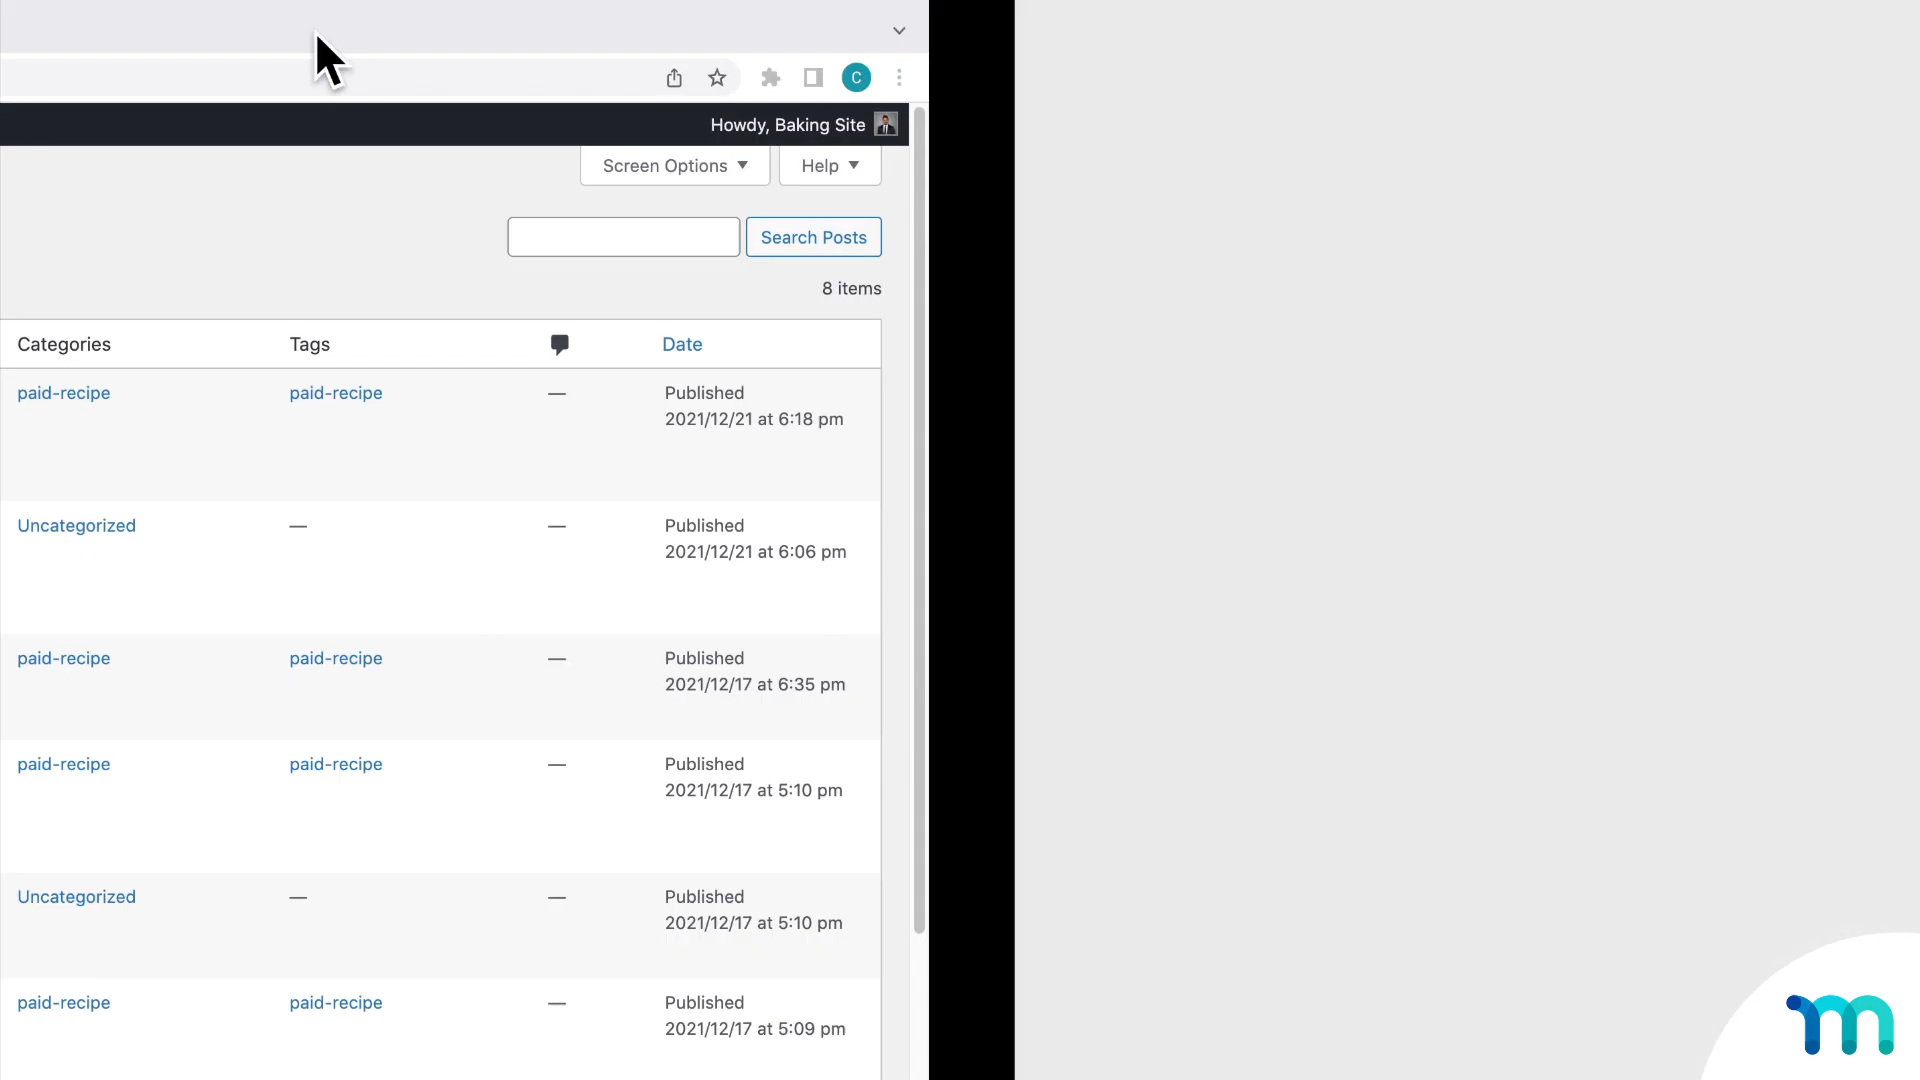 C
Howdy, Baking Site
Screen Options ▼ Help ▼
Search Posts
8 items
Categories Tags Date
paid-recipe paid-recipe — Published
2021/12/21 at 6:18 pm
Uncategorized — — Published
2021/12/21 at 6:06 pm
paid-recipe paid-recipe — Published
2021/12/17 at 6:35 pm
paid-recipe paid-recipe — Published
2021/12/17 at 5:10 pm
Uncategorized — — Published
2021/12/17 at 5:10 pm
paid-recipe paid-recipe — Published
2021/12/17 at 5:09 pm
m